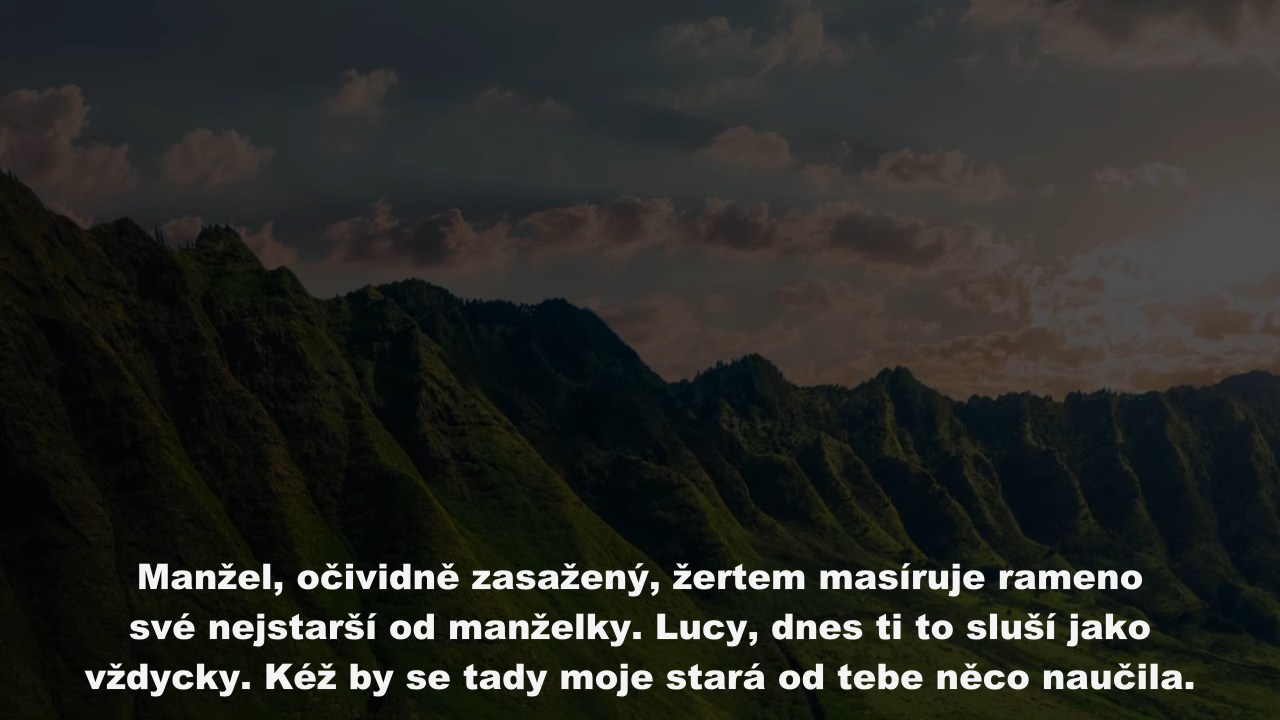 Manžel, očividně zasažený, žertem masíruje rameno
své nejstarší od manželky. Lucy, dnes ti to sluší jako
vždycky. Kéž by se tady moje stará od tebe něco naučila.